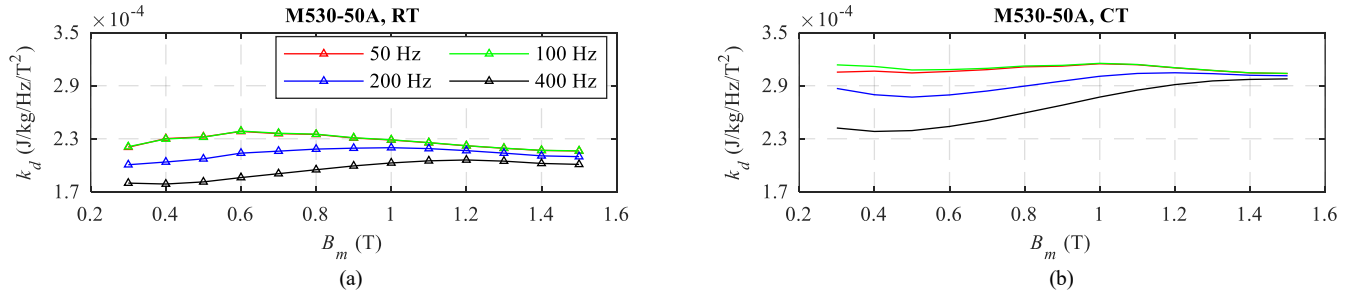 M530-50A, RT
×10⁻⁴
3.5
2.9
2.3
1.7
k_d (J/kg/Hz/T²)
50 Hz
100 Hz
200 Hz
400 Hz
0.2 0.4 0.6 0.8 1 1.2 1.4 1.6
B_m (T)
(a)
M530-50A, CT
×10⁻⁴
3.5
2.9
2.3
1.7
k_d (J/kg/Hz/T²)
0.2 0.4 0.6 0.8 1 1.2 1.4 1.6
B_m (T)
(b)